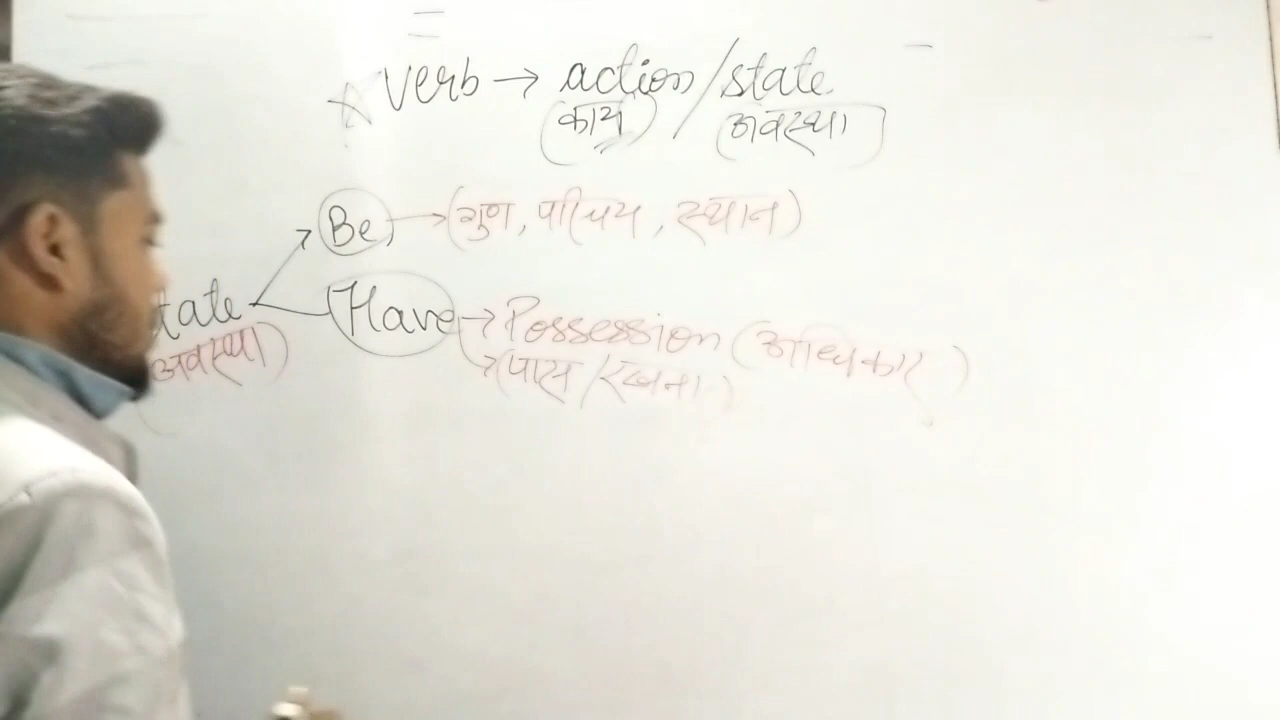 Verb → action / state
(कार्य) (अवस्था)
Be → (गुण, परिचय, स्थान)
tate Have → Possession (अधिकार)
अवस्था) → (पास / रखना)